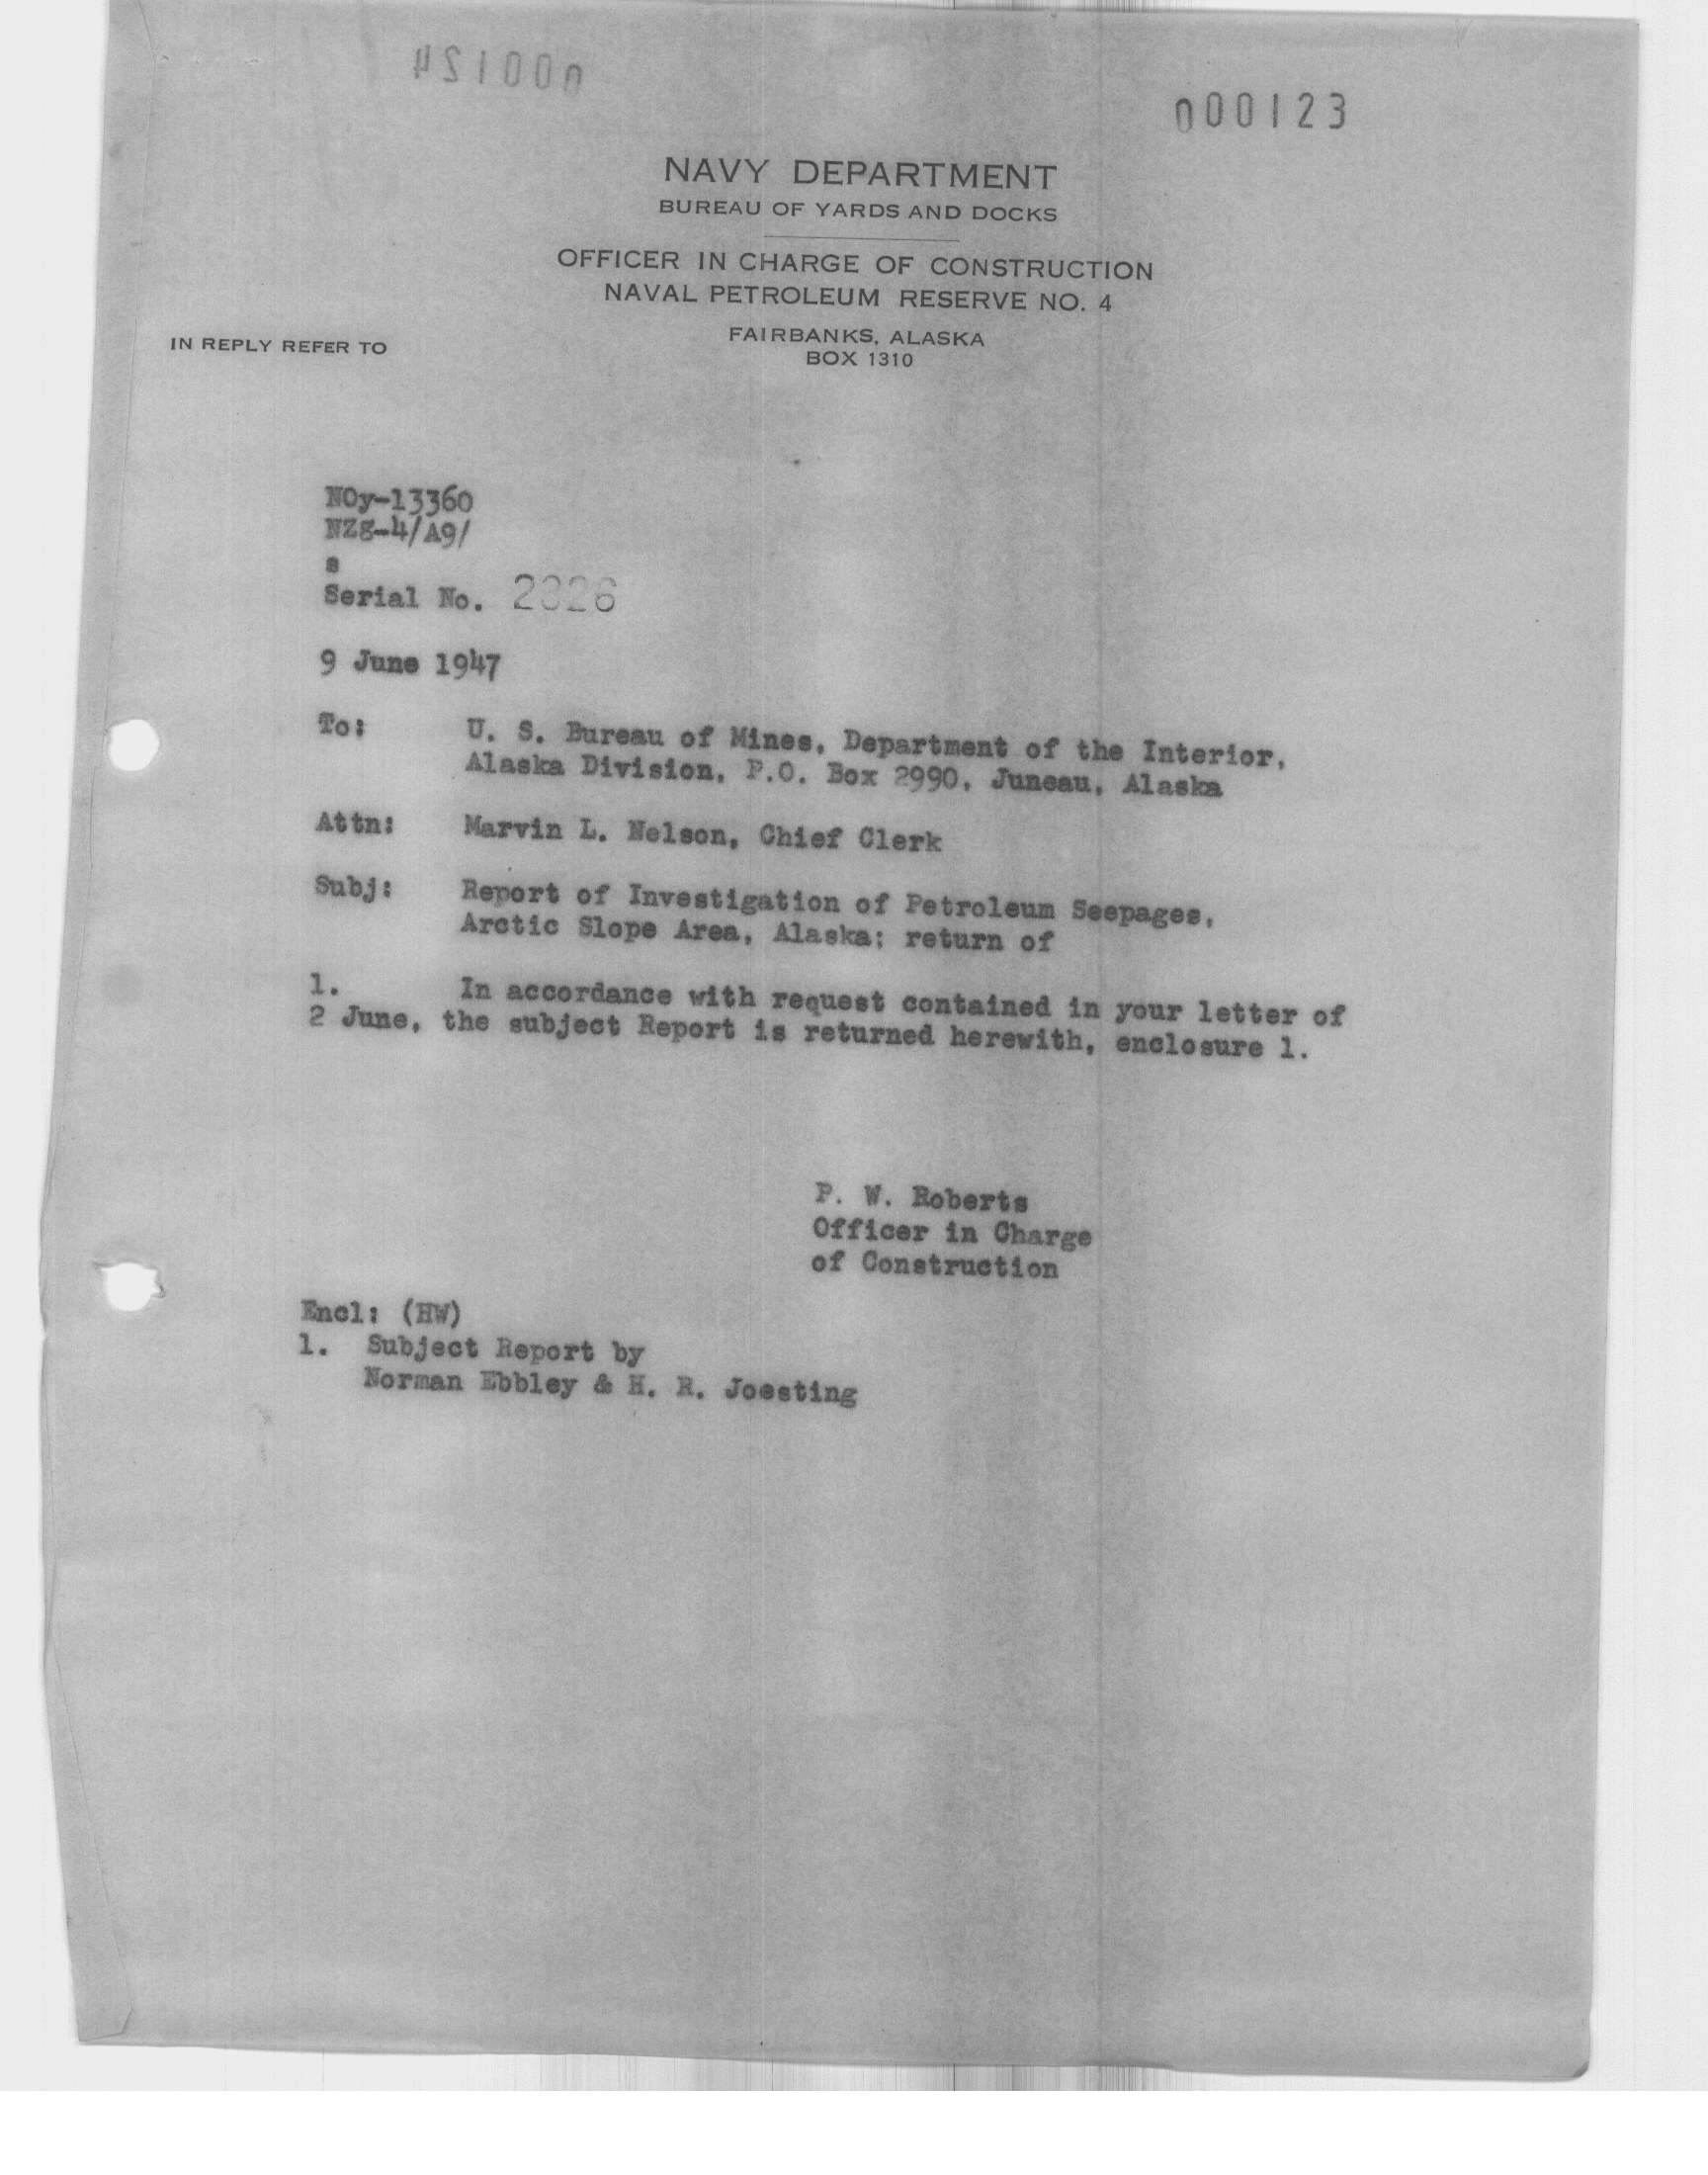 000124
000123
NAVY DEPARTMENT
BUREAU OF YARDS AND DOCKS
OFFICER IN CHARGE OF CONSTRUCTION
NAVAL PETROLEUM RESERVE NO. 4
FAIRBANKS, ALASKA
BOX 1310
IN REPLY REFER TO
NOy-13360
NZg-4/A9/
s
Serial No. 2326
9 June 1947
To: U. S. Bureau of Mines, Department of the Interior,
Alaska Division, P.O. Box 2990, Juneau, Alaska
Attn: Marvin L. Nelson, Chief Clerk
Subj: Report of Investigation of Petroleum Seepages,
Arctic Slope Area, Alaska; return of
1. In accordance with request contained in your letter of
2 June, the subject Report is returned herewith, enclosure 1.
P. W. Roberts
Officer in Charge
of Construction
Encl: (HW)
1. Subject Report by
Norman Ebbley & H. R. Joesting